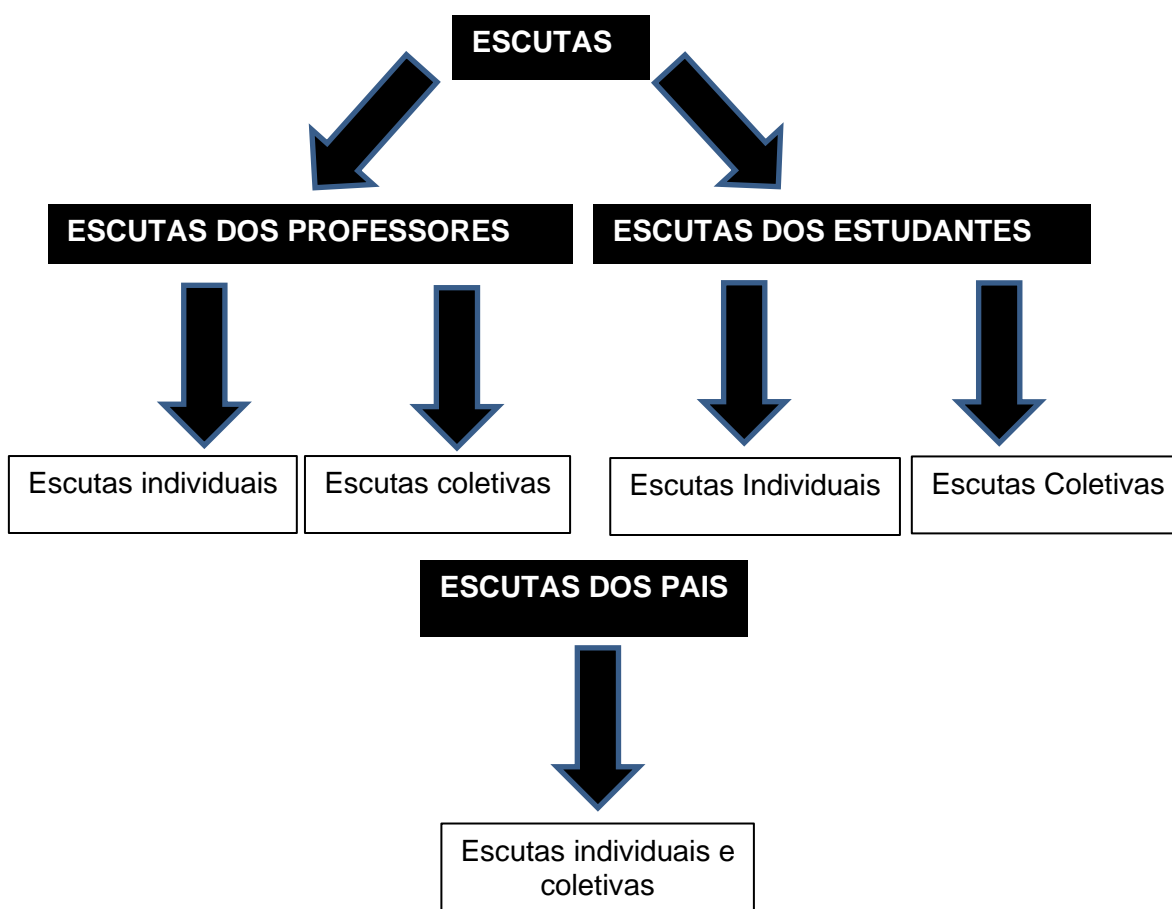 ESCUTAS
ESCUTAS DOS PROFESSORES
ESCUTAS DOS ESTUDANTES
Escutas individuais
Escutas coletivas
Escutas Individuais
Escutas Coletivas
ESCUTAS DOS PAIS
Escutas individuais e
coletivas